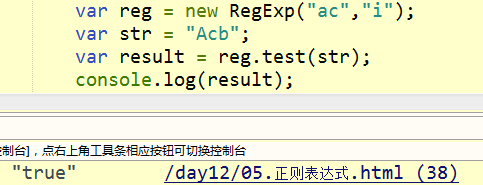 var reg = new RegExp("ac","i");
var str = "Acb";
var result = reg.test(str);
console.log(result);
控制台]，点右上角工具条相应按钮可切换控制台
"true" /day12/05.正则表达式.html (38)